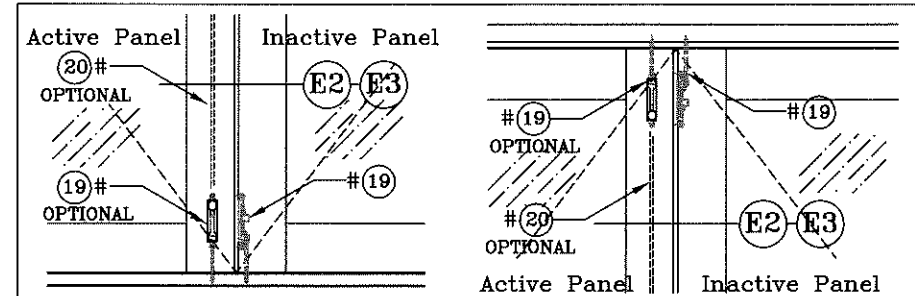 Active Panel Inactive Panel
20 #
OPTIONAL
E2 E3
19 #
OPTIONAL
# 19
# 19
OPTIONAL
# 19
# 20
OPTIONAL
E2 E3
Active Panel Inactive Panel